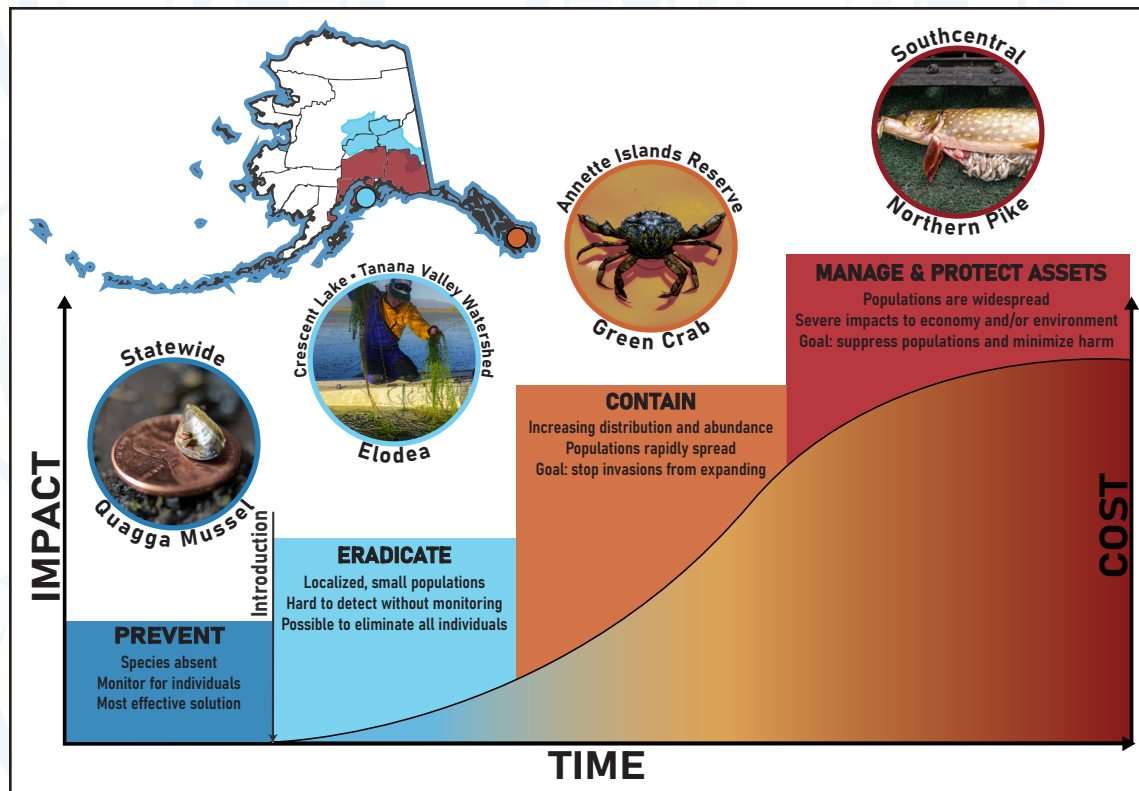 Southcentral
Northern Pike
Annette Islands Reserve
Green Crab
Crescent Lake • Tanana Valley Watershed
Elodea
Statewide
Quagga Mussel
MANAGE & PROTECT ASSETS
Populations are widespread
Severe impacts to economy and/or environment
Goal: suppress populations and minimize harm
CONTAIN
Increasing distribution and abundance
Populations rapidly spread
Goal: stop invasions from expanding
ERADICATE
Localized, small populations
Hard to detect without monitoring
Possible to eliminate all individuals
PREVENT
Species absent
Monitor for individuals
Most effective solution
Introduction
IMPACT
COST
TIME